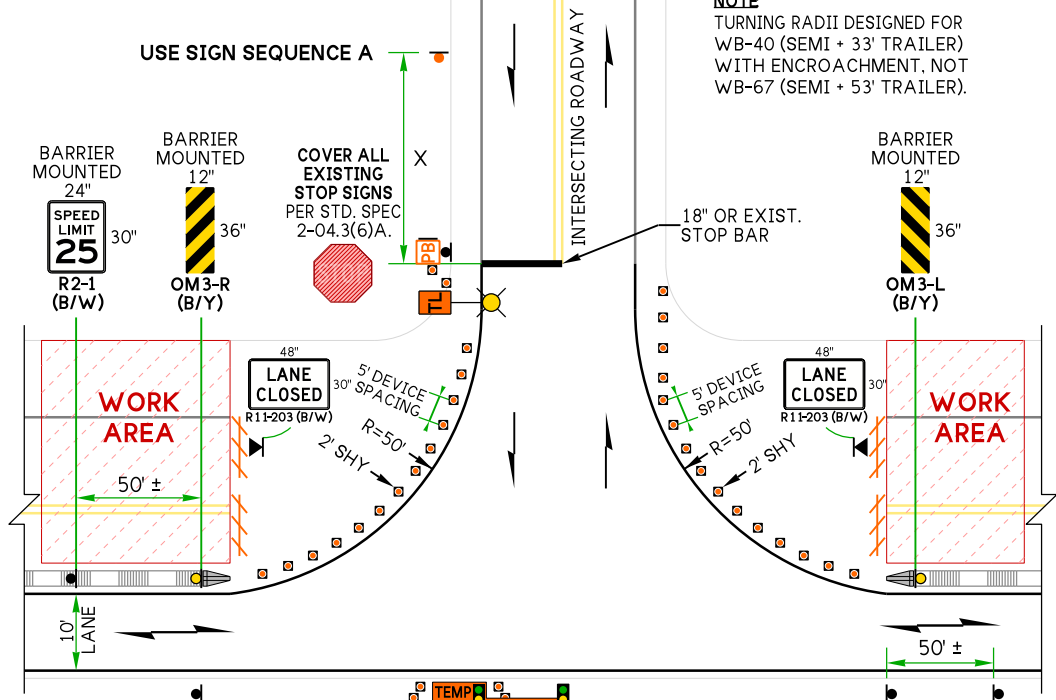 NOTE
TURNING RADII DESIGNED FOR
WB-40 (SEMI + 33' TRAILER)
WITH ENCROACHMENT, NOT
WB-67 (SEMI + 53' TRAILER).
USE SIGN SEQUENCE A
INTERSECTING ROADWAY
X
BARRIER
MOUNTED
24"
SPEED
LIMIT
25
30"
R2-1
(B/W)
BARRIER
MOUNTED
12"
36"
OM3-R
(B/Y)
COVER ALL
EXISTING
STOP SIGNS
PER STD. SPEC
2-04.3(6)A.
STOP
PB
TL
18" OR EXIST.
STOP BAR
BARRIER
MOUNTED
12"
36"
OM3-L
(B/Y)
WORK
AREA
48"
LANE
CLOSED
30"
R11-203 (B/W)
5' DEVICE
SPACING
R=50'
2' SHY
5' DEVICE
SPACING
R=50'
2' SHY
48"
LANE
CLOSED
30"
R11-203 (B/W)
WORK
AREA
50' ±
10'
LANE
50' ±
TEMP